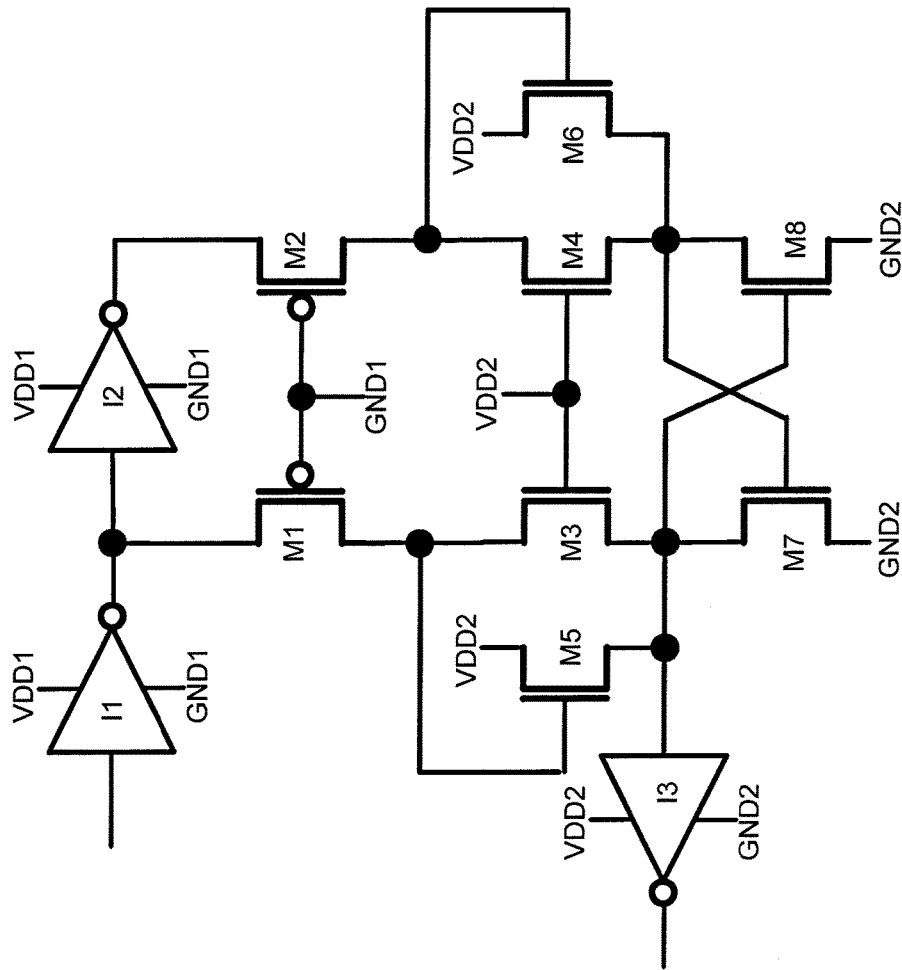 VDD1
I1
GND1
VDD1
I2
GND1
M1
GND1
M2
VDD2
M5
M3
VDD2
M4
VDD2
M6
VDD2
I3
GND2
M7
GND2
M8
GND2